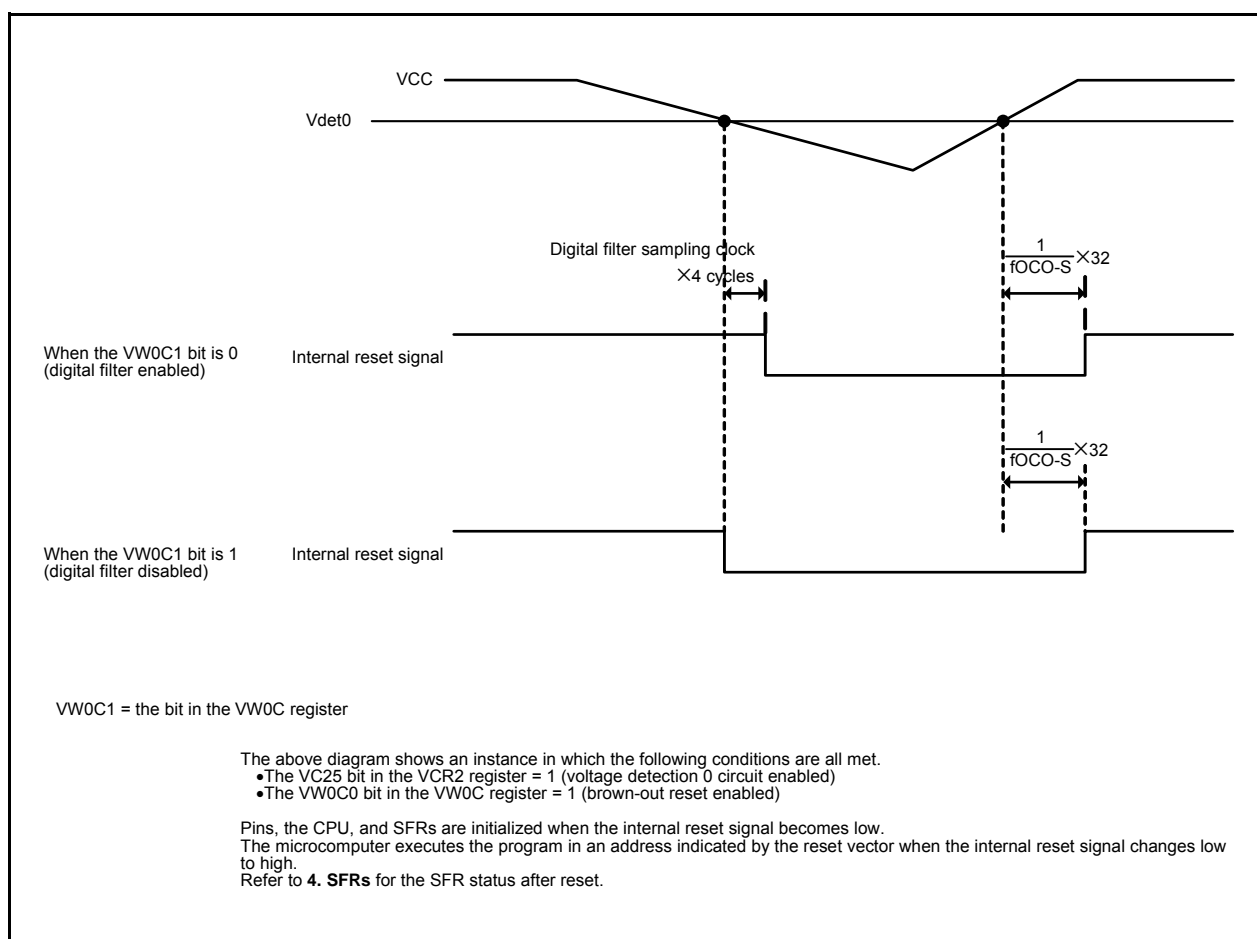 VCC
Vdet0
Digital filter sampling clock
×4 cycles
1
fOCO-S
×32
When the VW0C1 bit is 0
(digital filter enabled)
Internal reset signal
1
fOCO-S
×32
When the VW0C1 bit is 1
(digital filter disabled)
Internal reset signal
VW0C1 = the bit in the VW0C register
The above diagram shows an instance in which the following conditions are all met.
•The VC25 bit in the VCR2 register = 1 (voltage detection 0 circuit enabled)
•The VW0C0 bit in the VW0C register = 1 (brown-out reset enabled)
Pins, the CPU, and SFRs are initialized when the internal reset signal becomes low.
The microcomputer executes the program in an address indicated by the reset vector when the internal reset signal changes low
to high.
Refer to 4. SFRs for the SFR status after reset.